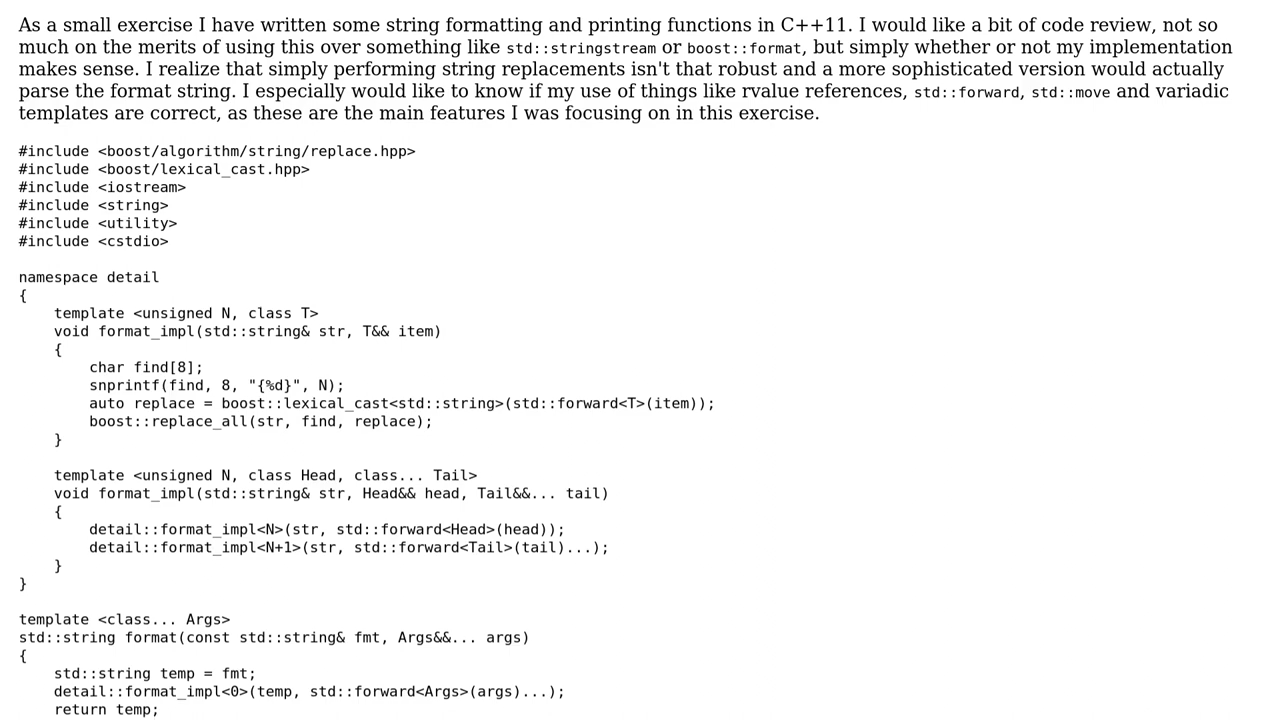 As a small exercise I have written some string formatting and printing functions in C++11. I would like a bit of code review, not so
much on the merits of using this over something like std::stringstream or boost::format, but simply whether or not my implementation
makes sense. I realize that simply performing string replacements isn't that robust and a more sophisticated version would actually
parse the format string. I especially would like to know if my use of things like rvalue references, std::forward, std::move and variadic
templates are correct, as these are the main features I was focusing on in this exercise.
#include <boost/algorithm/string/replace.hpp>
#include <boost/lexical_cast.hpp>
#include <iostream>
#include <string>
#include <utility>
#include <cstdio>
namespace detail
{
    template <unsigned N, class T>
    void format_impl(std::string& str, T&& item)
    {
        char find[8];
        snprintf(find, 8, "{%d}", N);
        auto replace = boost::lexical_cast<std::string>(std::forward<T>(item));
        boost::replace_all(str, find, replace);
    }
    template <unsigned N, class Head, class... Tail>
    void format_impl(std::string& str, Head&& head, Tail&&... tail)
    {
        detail::format_impl<N>(str, std::forward<Head>(head));
        detail::format_impl<N+1>(str, std::forward<Tail>(tail)...);
    }
}
template <class... Args>
std::string format(const std::string& fmt, Args&&... args)
{
    std::string temp = fmt;
    detail::format_impl<0>(temp, std::forward<Args>(args)...);
    return temp;